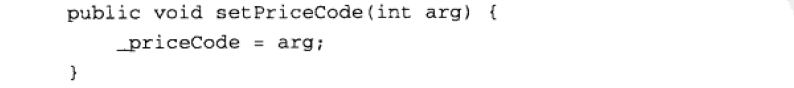 public void setPriceCode(int arg) {
    _priceCode = arg;
}